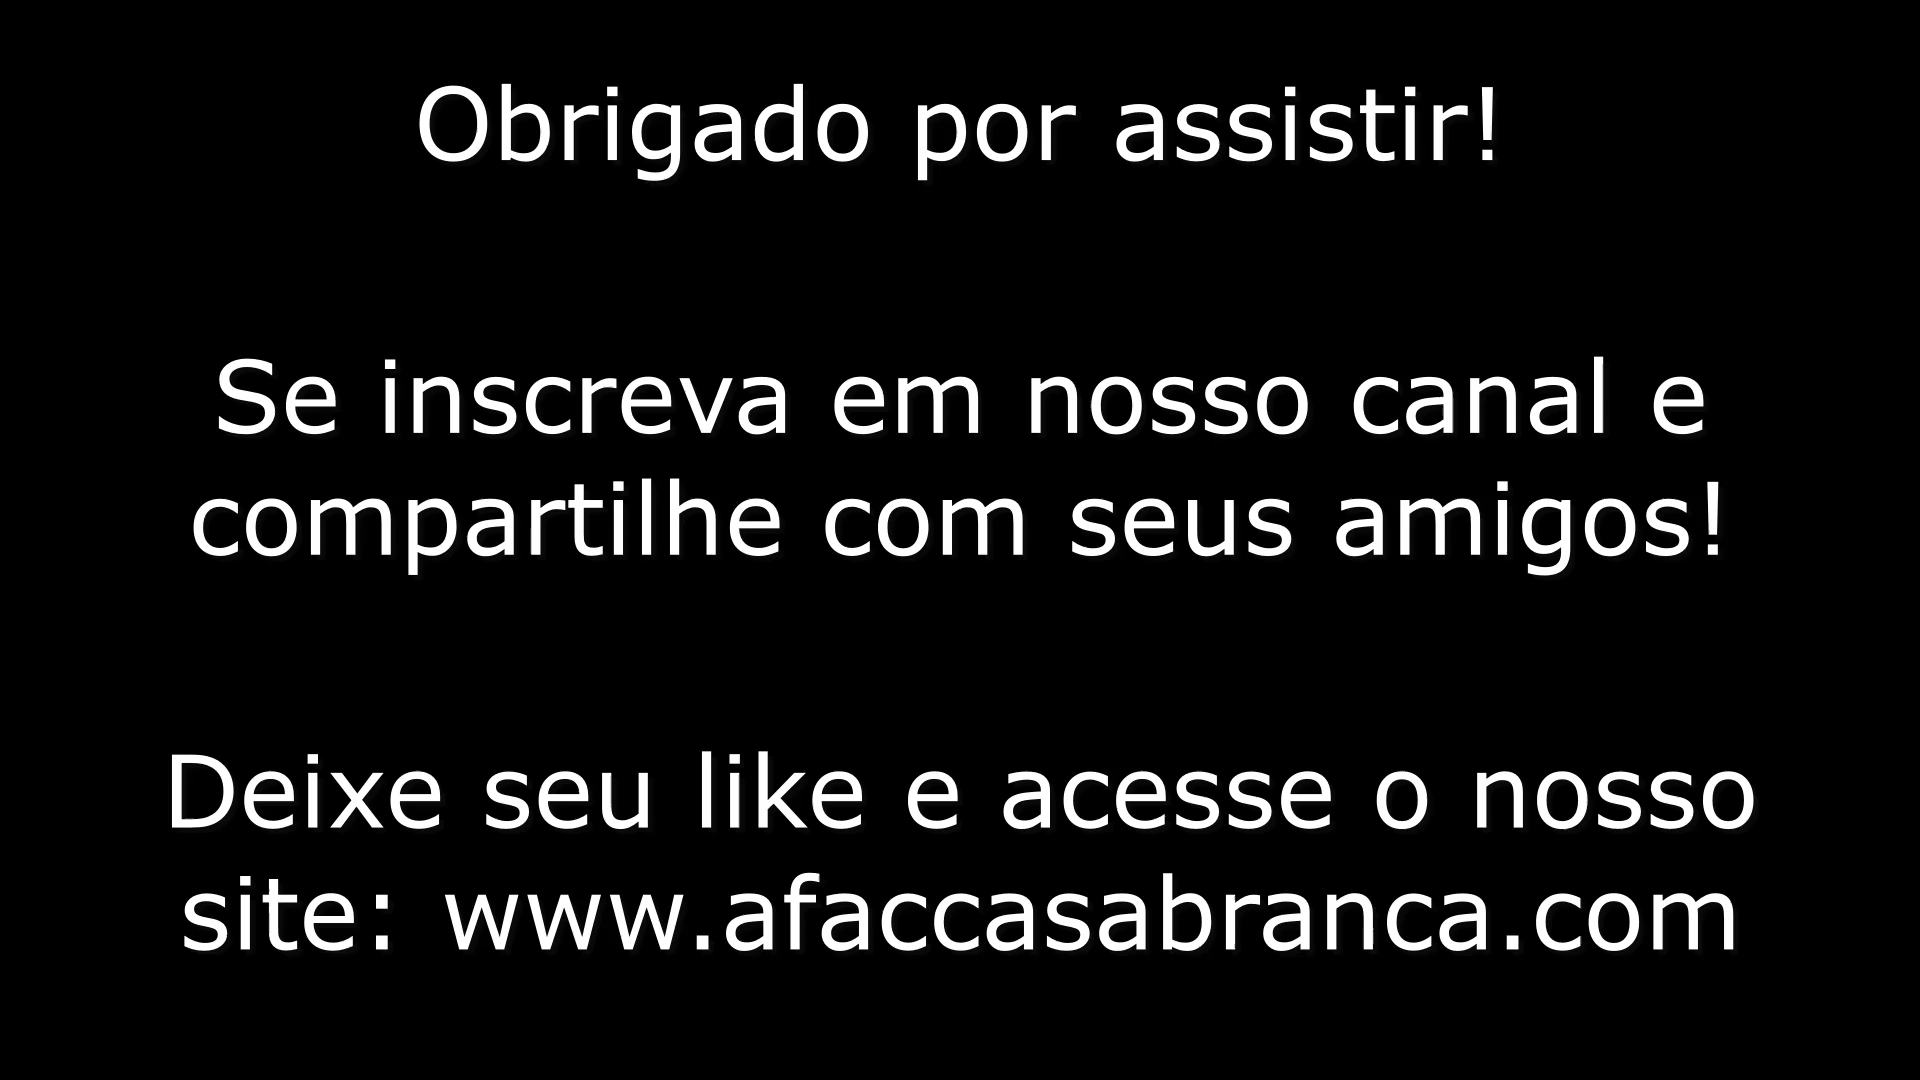 Obrigado por assistir!
Se inscreva em nosso canal e
compartilhe com seus amigos!
Deixe seu like e acesse o nosso
site: www.afaccasabranca.com